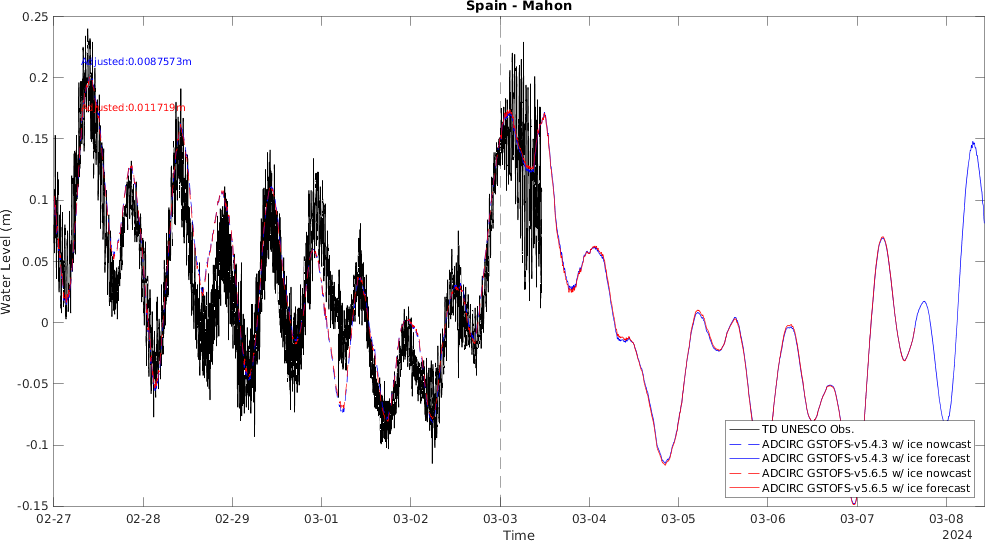 Spain - Mahon
0.25
0.2
0.15
0.1
0.05
0
-0.05
-0.1
-0.15
Water Level (m)
Adjusted:0.0087573m
Adjusted:0.011719m
TD UNESCO Obs.
ADCIRC GSTOFS-v5.4.3 w/ ice nowcast
ADCIRC GSTOFS-v5.4.3 w/ ice forecast
ADCIRC GSTOFS-v5.6.5 w/ ice nowcast
ADCIRC GSTOFS-v5.6.5 w/ ice forecast
02-27 02-28 02-29 03-01 03-02 03-03 03-04 03-05 03-06 03-07 03-08
Time
2024